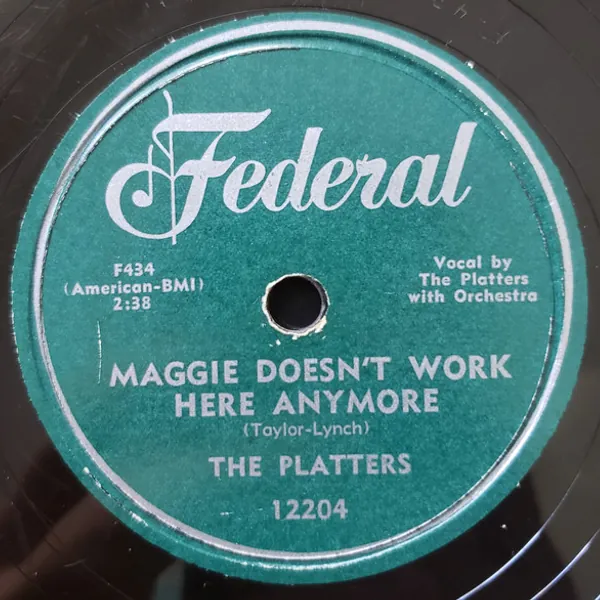 Federal
F434
(American-BMI)
2:38
Vocal by
The Platters
with Orchestra
MAGGIE DOESN'T WORK
HERE ANYMORE
(Taylor-Lynch)
THE PLATTERS
12204